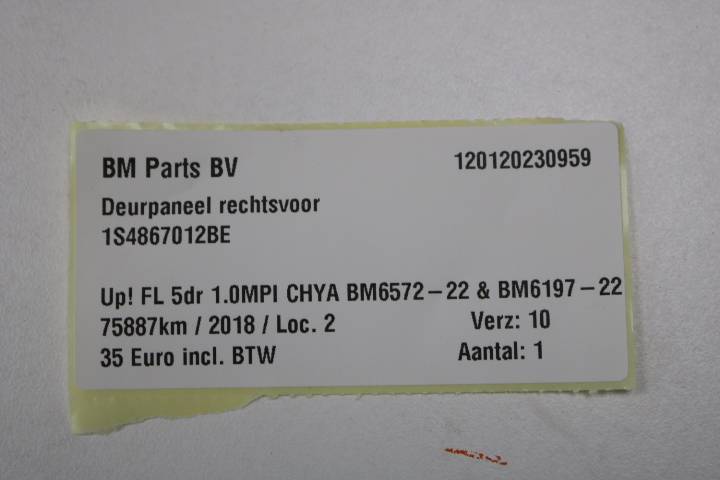 BM Parts BV 120120230959
Deurpaneel rechtsvoor
1S4867012BE
Up! FL 5dr 1.0MPI CHYA BM6572-22 & BM6197-22
75887km / 2018 / Loc. 2 Verz: 10
35 Euro incl. BTW Aantal: 1